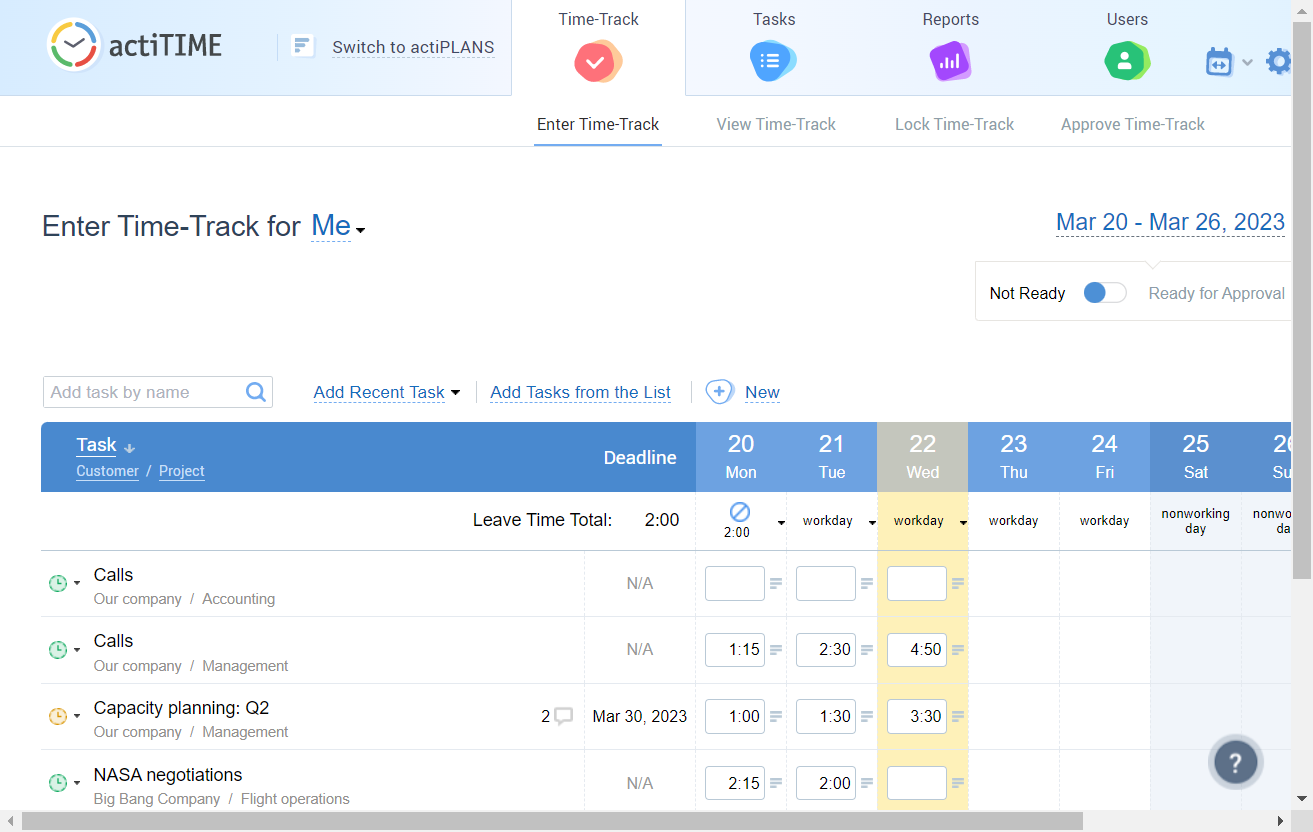 actiTIME
Switch to actiPLANS
Time-Track
Tasks
Reports
Users
Enter Time-Track
View Time-Track
Lock Time-Track
Approve Time-Track
Enter Time-Track for Me
Mar 20 - Mar 26, 2023
Not Ready
Ready for Approval
Add task by name
Add Recent Task
Add Tasks from the List
New
Task
Customer / Project
Deadline
20
Mon
21
Tue
22
Wed
23
Thu
24
Fri
25
Sat
26
Su
Leave Time Total: 2:00
2:00
workday
workday
workday
workday
nonworking
day
nonwo
da
Calls
Our company / Accounting
N/A
Calls
Our company / Management
N/A
1:15
2:30
4:50
Capacity planning: Q2
Our company / Management
2
Mar 30, 2023
1:00
1:30
3:30
NASA negotiations
Big Bang Company / Flight operations
N/A
2:15
2:00
?